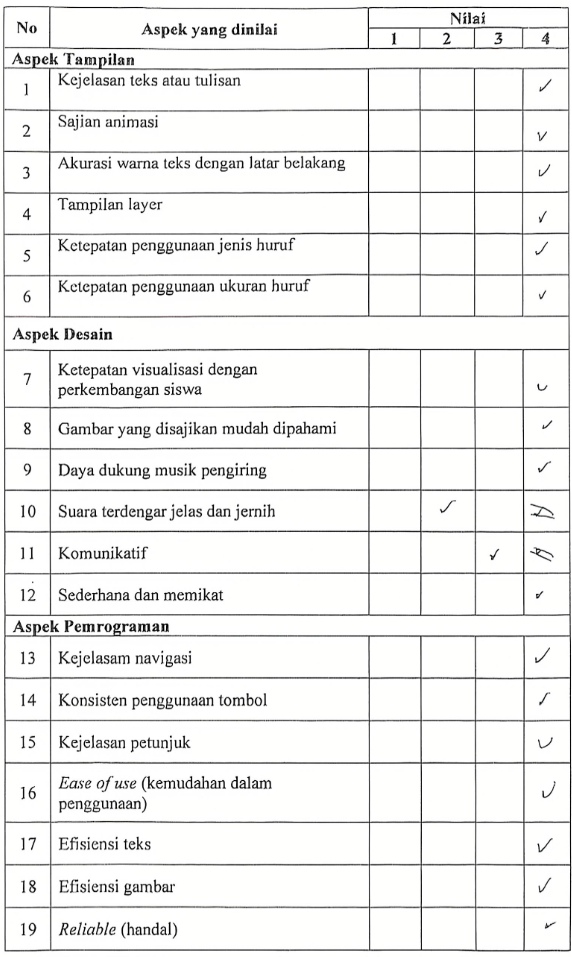 No Aspek yang dinilai Nilai
1 2 3 4
Aspek Tampilan
1 Kejelasan teks atau tulisan ✓
2 Sajian animasi ✓
3 Akurasi warna teks dengan latar belakang ✓
4 Tampilan layer ✓
5 Ketepatan penggunaan jenis huruf ✓
6 Ketepatan penggunaan ukuran huruf ✓
Aspek Desain
7 Ketepatan visualisasi dengan
perkembangan siswa ✓
8 Gambar yang disajikan mudah dipahami ✓
9 Daya dukung musik pengiring ✓
10 Suara terdengar jelas dan jernih ✓
11 Komunikatif ✓
12 Sederhana dan memikat ✓
Aspek Pemrograman
13 Kejelasam navigasi ✓
14 Konsisten penggunaan tombol ✓
15 Kejelasan petunjuk ✓
16 Ease of use (kemudahan dalam
penggunaan) ✓
17 Efisiensi teks ✓
18 Efisiensi gambar ✓
19 Reliable (handal) ✓